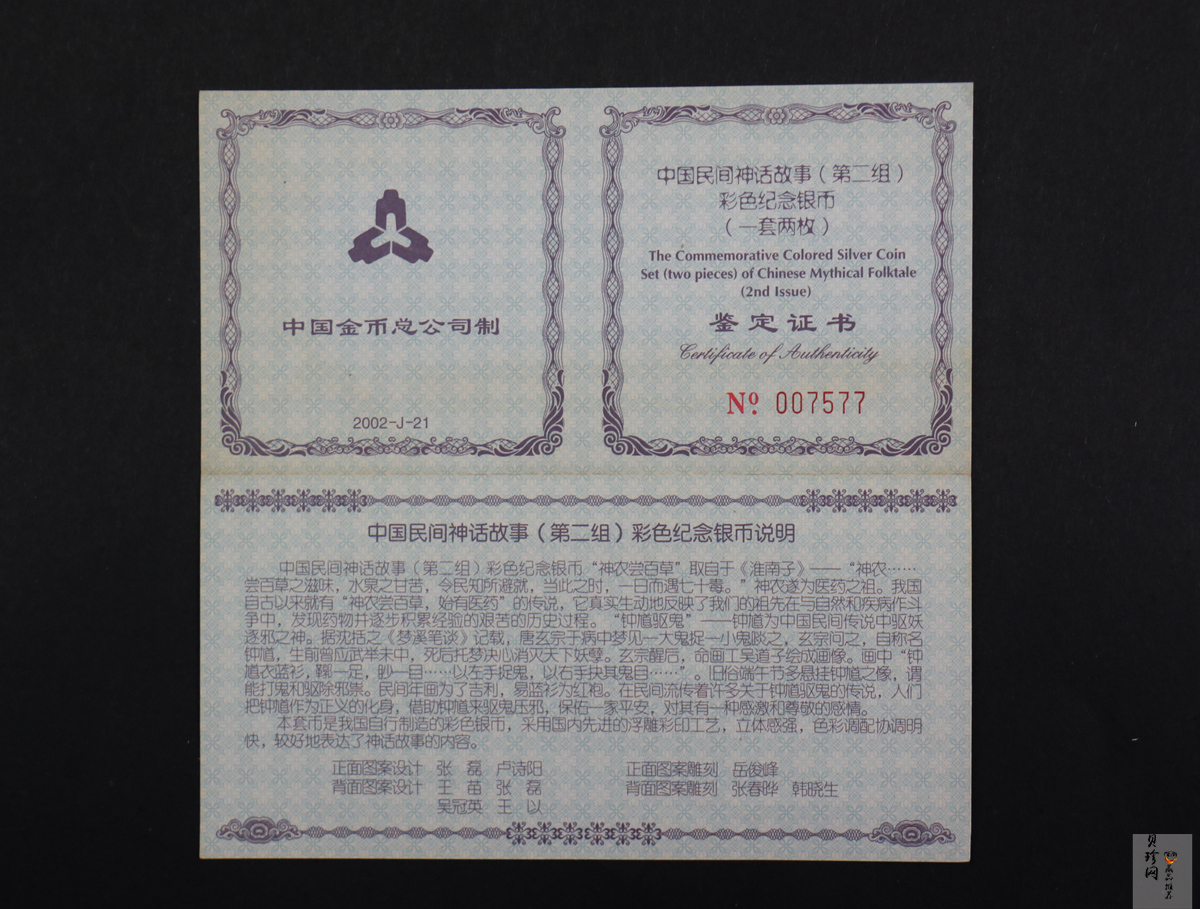 中国金币总公司制
2002-J-21
中国民间神话故事（第二组）
彩色纪念银币
（一套两枚）
The Commemorative Colored Silver Coin
Set (two pieces) of Chinese Mythical Folktale
(2nd Issue)
鉴定证书
Certificate of Authenticity
Nº 007577
中国民间神话故事（第二组）彩色纪念银币说明
中国民间神话故事（第二组）彩色纪念银币“神农尝百草”取自于《淮南子》——“神农……
尝百草之滋味，水泉之甘苦，令民知所避就，当此之时，一日而遇七十毒。”神农遂为医药之祖。我国
自古以来就有“神农尝百草，始有医药”的传说，它真实生动地反映了我们的祖先在与自然和疾病作斗
争中，发现药物并逐步积累经验的艰苦的历史过程。“钟馗驱鬼”——钟馗为中国民间传说中驱妖
逐邪之神。据沈括之《梦溪笔谈》记载，唐玄宗于病中梦见一大鬼捉一小鬼啖之，玄宗问之，自称名
钟馗，生前曾应武举未中，死后托梦决心消灭天下妖孽。玄宗醒后，命画工吴道子绘成画像。画中“钟
馗衣蓝衫，鞹一足，眇一目……以左手捉鬼，以右手抉其鬼目……”。旧俗端午节多悬挂钟馗之像，谓
能打鬼和驱除邪祟。民间年画为了吉利，易蓝衫为红袍。在民间流传着许多关于钟馗驱鬼的传说，人们
把钟馗作为正义的化身，借助钟馗来驱鬼压邪，保佑一家平安，对其有一种感激和尊敬的感情。
本套币是我国自行制造的彩色银币，采用国内先进的浮雕彩印工艺，立体感强，色彩调配协调明
快，较好地表达了神话故事的内容。
正面图案设计 张 磊 卢诗阳 正面图案雕刻 岳俊峰
背面图案设计 王 苗 张 磊 背面图案雕刻 张春晔 韩晓生
吴冠英 王 以
贝珍网
藏品推荐